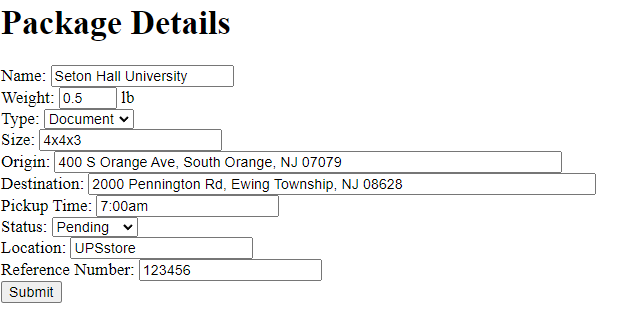 Package Details
Name: Seton Hall University
Weight: 0.5 lb
Type: Document
Size: 4x4x3
Origin: 400 S Orange Ave, South Orange, NJ 07079
Destination: 2000 Pennington Rd, Ewing Township, NJ 08628
Pickup Time: 7:00am
Status: Pending
Location: UPSstore
Reference Number: 123456
Submit